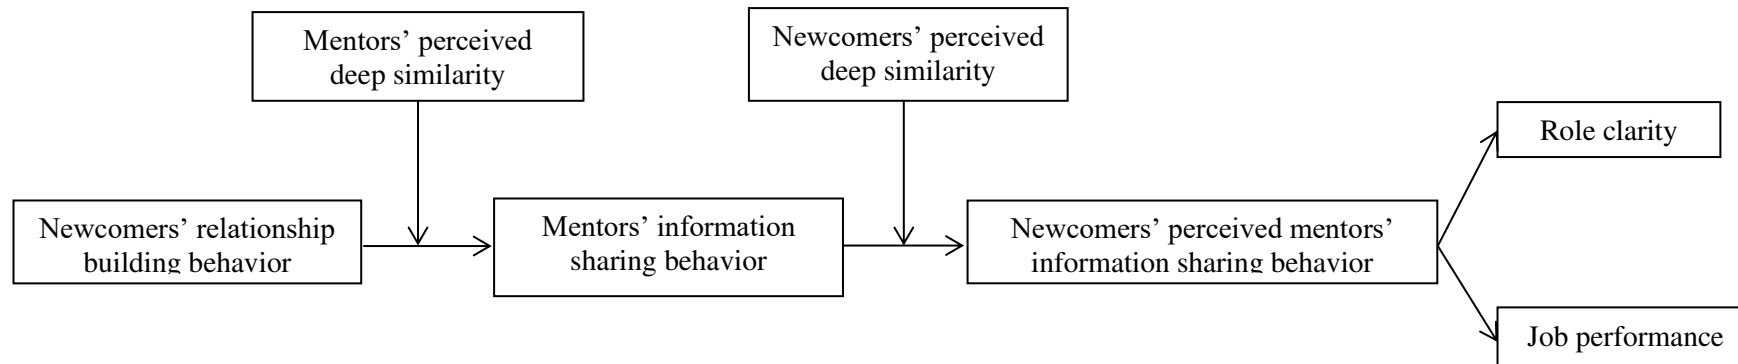 Mentors’ perceived
deep similarity
Newcomers’ perceived
deep similarity
Role clarity
Newcomers’ relationship
building behavior
Mentors’ information
sharing behavior
Newcomers’ perceived mentors’
information sharing behavior
Job performance